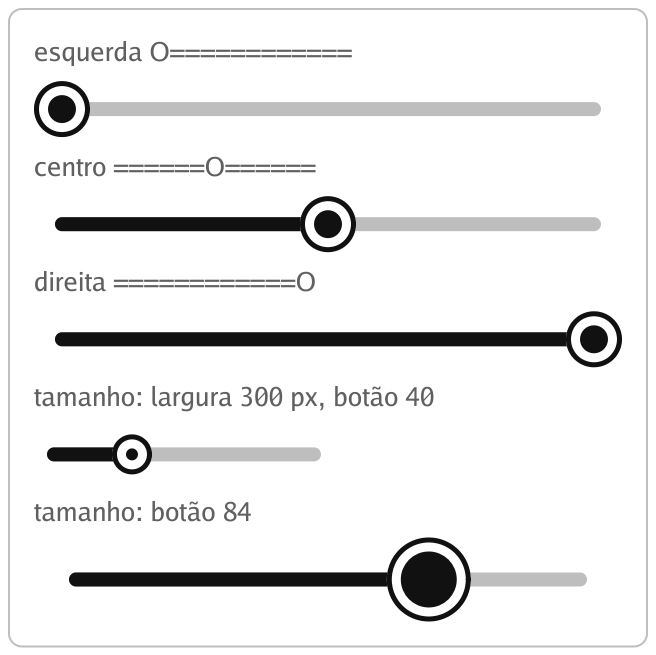 esquerda O============
centro ======O======
direita ============O
tamanho: largura 300 px, botão 40
tamanho: botão 84